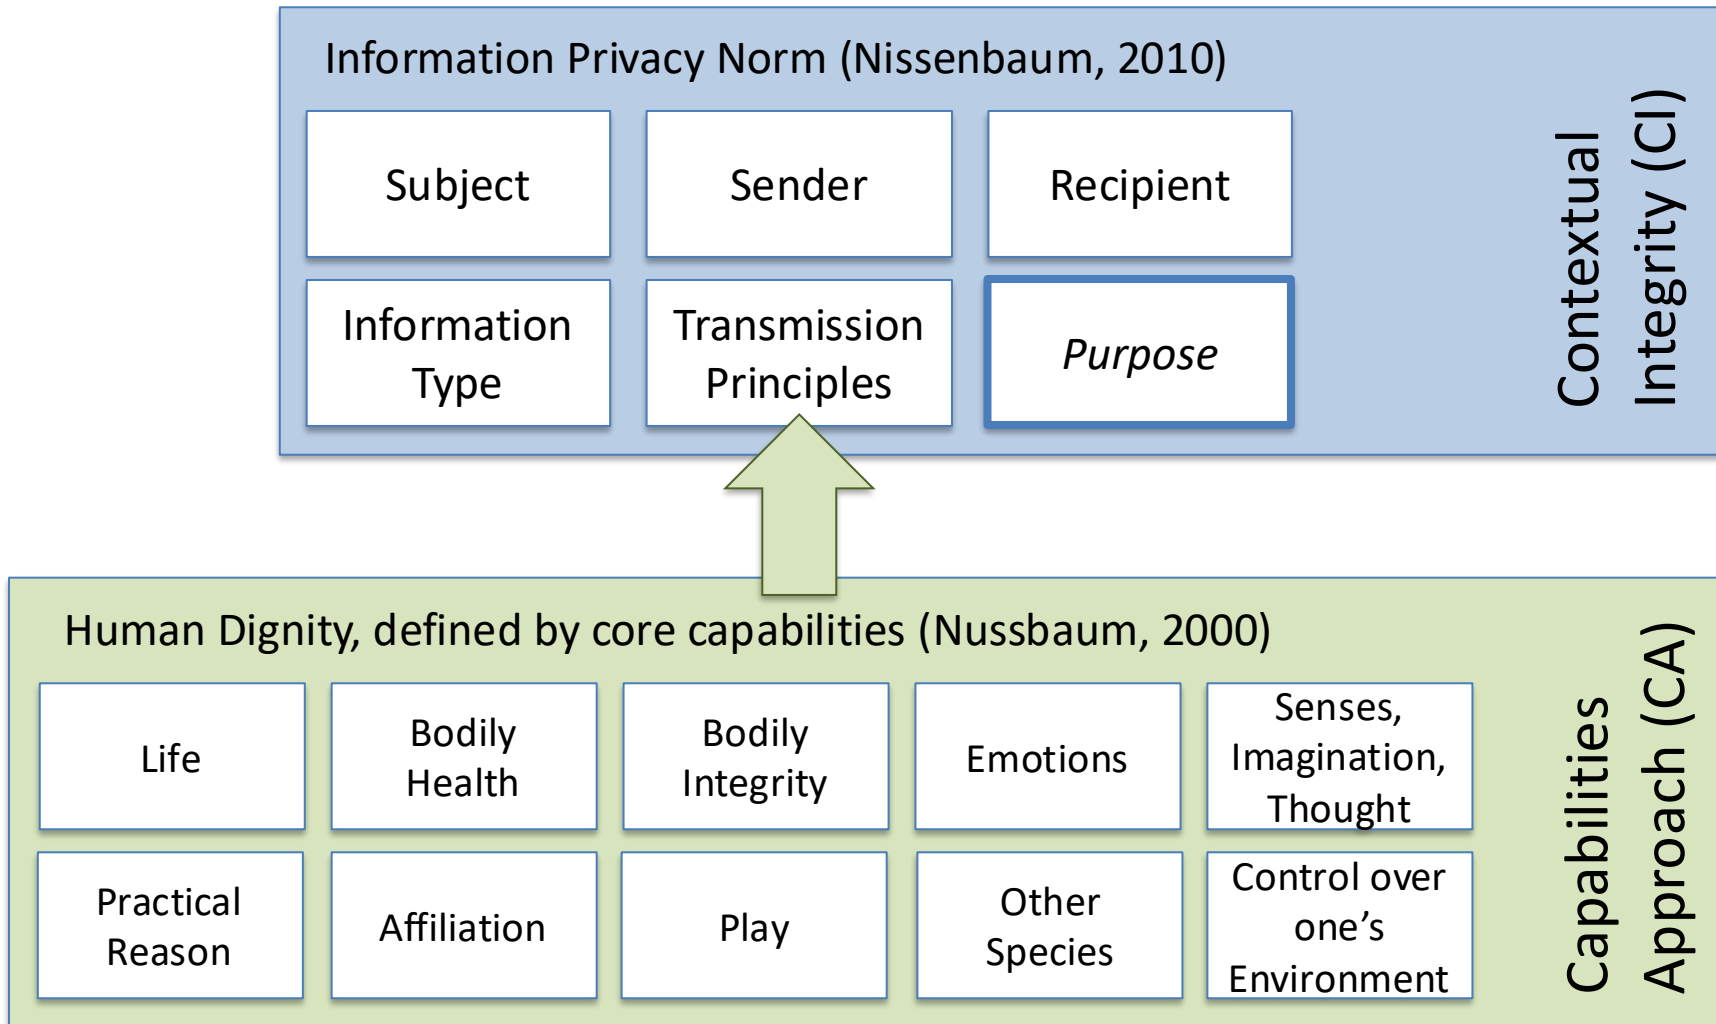 Information Privacy Norm (Nissenbaum, 2010)
Subject
Sender
Recipient
Information
Type
Transmission
Principles
Purpose
Contextual
Integrity (CI)
Human Dignity, defined by core capabilities (Nussbaum, 2000)
Life
Bodily
Health
Bodily
Integrity
Emotions
Senses,
Imagination,
Thought
Practical
Reason
Affiliation
Play
Other
Species
Control over
one’s
Environment
Capabilities
Approach (CA)